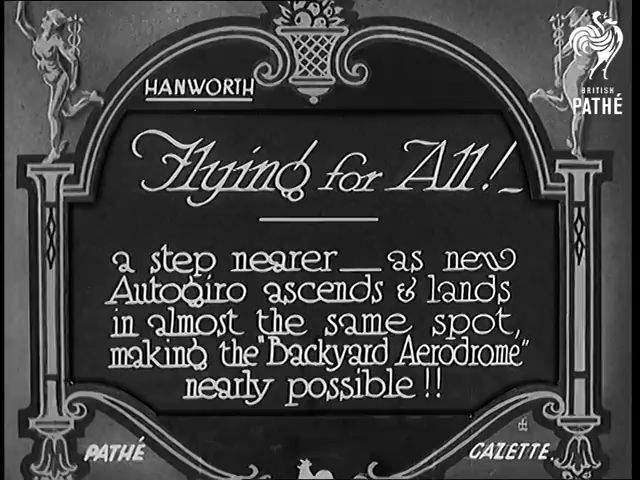 HANWORTH
BRITISH
PATHÉ
Flying for All!_
a step nearer — as new
Autogiro ascends & lands
in almost the same spot,
making the "Backyard Aerodrome"
nearly possible!!
PATHÉ
GAZETTE.